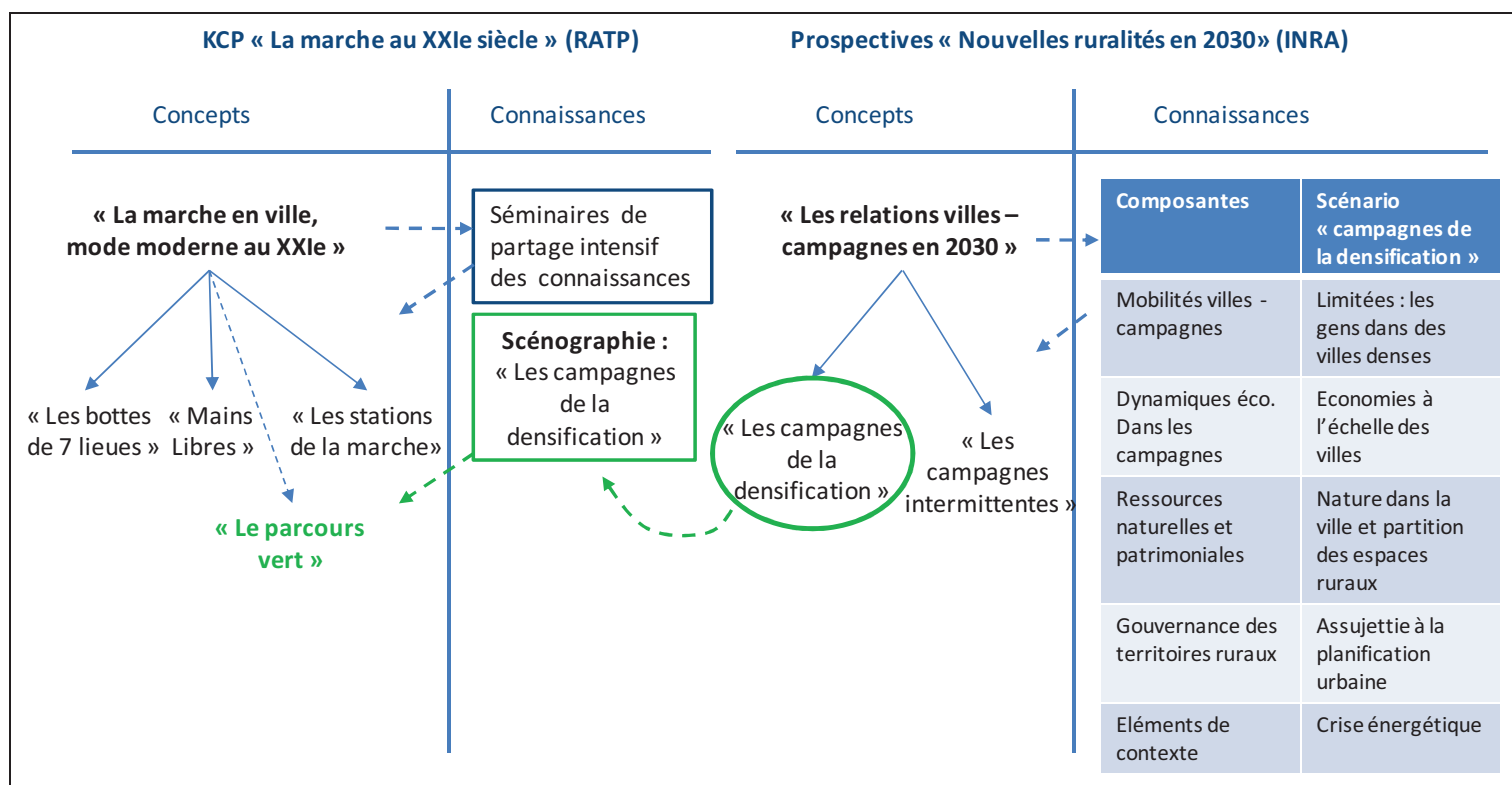 KCP « La marche au XXIe siècle » (RATP)
Prospectives « Nouvelles ruralités en 2030» (INRA)
Concepts
Connaissances
Concepts
Connaissances
« La marche en ville,
mode moderne au XXIe »
Séminaires de
partage intensif
des connaissances
Scénographie :
« Les campagnes
de la
densification »
« Les bottes
de 7 lieues »
« Mains
Libres »
« Les stations
de la marche»
« Le parcours
vert »
« Les relations villes –
campagnes en 2030 »
« Les campagnes
de la
densification »
« Les
campagnes
intermittentes »
Composantes
Scénario
« campagnes de
la densification »
Mobilités villes -
campagnes
Limitées : les
gens dans des
villes denses
Dynamiques éco.
Dans les
campagnes
Economies à
l’échelle des
villes
Ressources
naturelles et
patrimoniales
Nature dans la
ville et partition
des espaces
ruraux
Gouvernance des
territoires ruraux
Assujettie à la
planification
urbaine
Eléments de
contexte
Crise énergétique